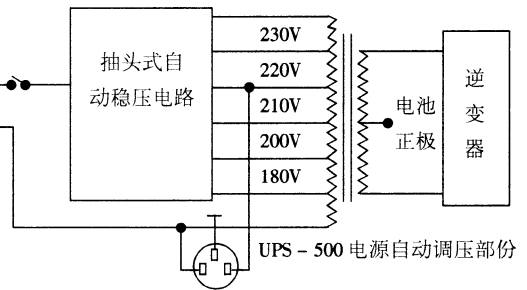 抽头式自
动稳压电路
230V
220V
210V
200V
180V
电池
正极
逆
变
器
UPS－500 电源自动调压部份